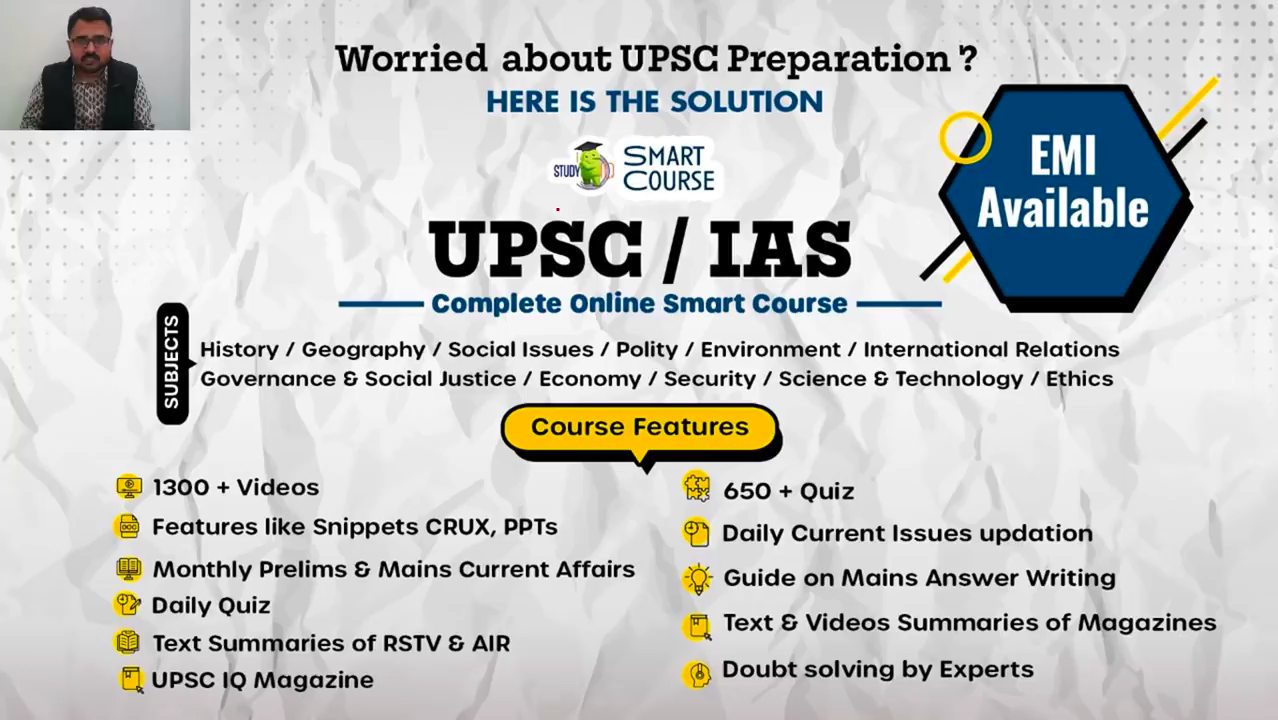 Worried about UPSC Preparation ?
HERE IS THE SOLUTION
STUDY
SMART
COURSE
EMI
Available
UPSC / IAS
Complete Online Smart Course
SUBJECTS
History / Geography / Social Issues / Polity / Environment / International Relations
Governance & Social Justice / Economy / Security / Science & Technology / Ethics
Course Features
1300 + Videos
Features like Snippets CRUX, PPTs
Monthly Prelims & Mains Current Affairs
Daily Quiz
Text Summaries of RSTV & AIR
UPSC IQ Magazine
650 + Quiz
Daily Current Issues updation
Guide on Mains Answer Writing
Text & Videos Summaries of Magazines
Doubt solving by Experts